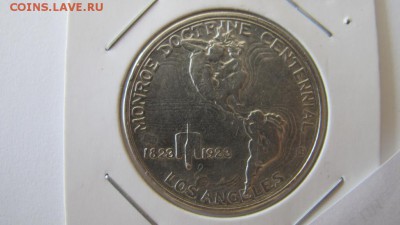 COINS.LAVE.RU
MONROE DOCTRINE CENTENNIAL
1823 1923
LOS ANGELES